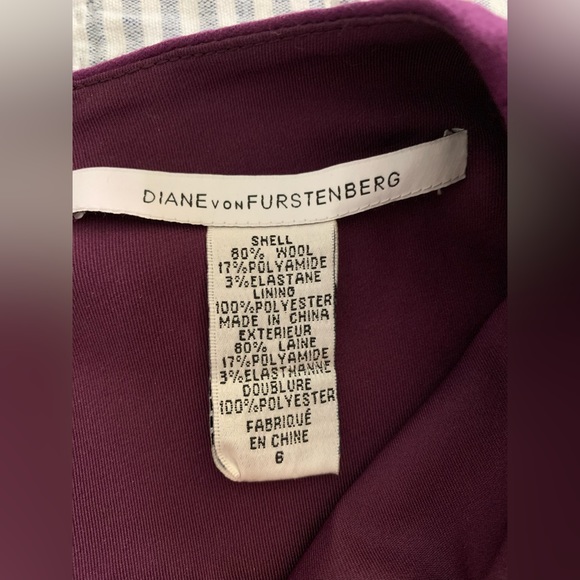 DIANE VON FURSTENBERG
SHELL
80% WOOL
17%POLYAMIDE
3%ELASTANE
LINING
100%POLYESTER
MADE IN CHINA
EXTERIEUR
80% LAINE
17%POLYAMIDE
3%ELASTHANNE
DOUBLURE
100%POLYESTER
FABRIQUÉ
EN CHINE
6